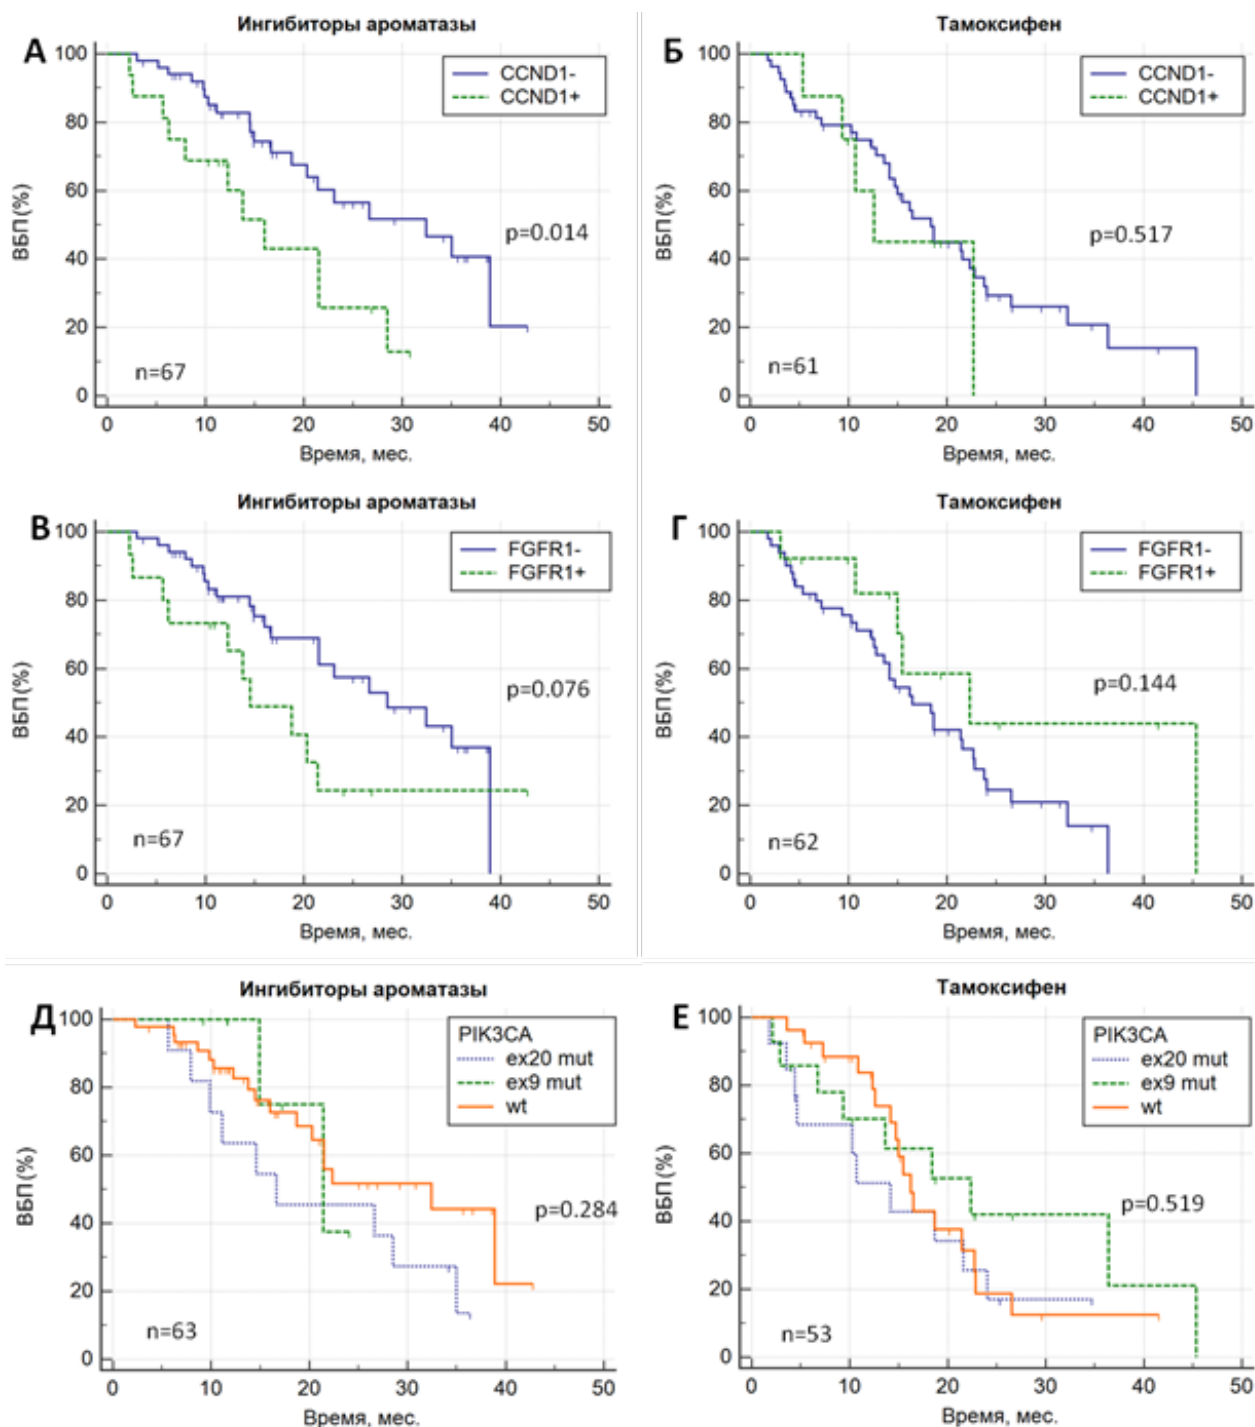 Ингибиторы ароматазы
А
100
80
60
40
20
0
ВБП(%)
CCND1-
CCND1+
p=0.014
n=67
0 10 20 30 40 50
Время, мес.
Тамоксифен
Б
100
80
60
40
20
0
ВБП(%)
CCND1-
CCND1+
p=0.517
n=61
0 10 20 30 40 50
Время, мес.
Ингибиторы ароматазы
В
100
80
60
40
20
0
ВБП(%)
FGFR1-
FGFR1+
p=0.076
n=67
0 10 20 30 40 50
Время, мес.
Тамоксифен
Г
100
80
60
40
20
0
ВБП(%)
FGFR1-
FGFR1+
p=0.144
n=62
0 10 20 30 40 50
Время, мес.
Ингибиторы ароматазы
Д
100
80
60
40
20
0
ВБП(%)
PIK3CA
ex20 mut
ex9 mut
wt
p=0.284
n=63
0 10 20 30 40 50
Время, мес.
Тамоксифен
Е
100
80
60
40
20
0
ВБП(%)
PIK3CA
ex20 mut
ex9 mut
wt
p=0.519
n=53
0 10 20 30 40 50
Время, мес.